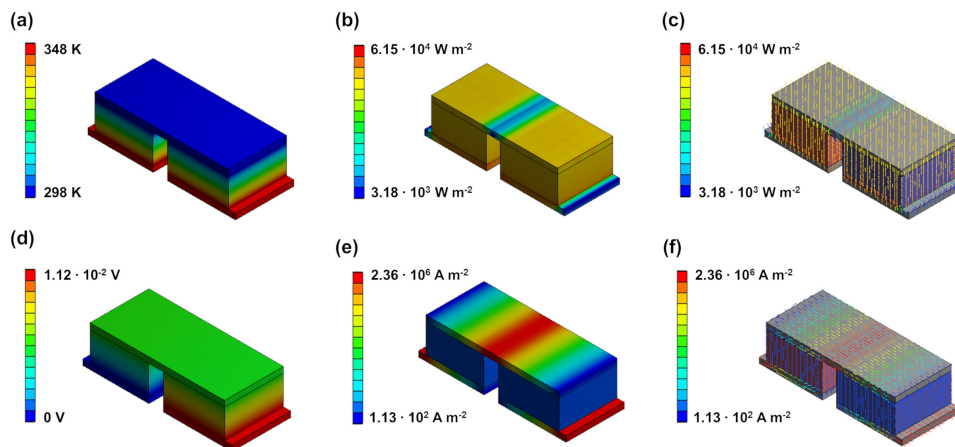 (a)
348 K
298 K
(b)
6.15 · 10⁴ W m⁻²
3.18 · 10³ W m⁻²
(c)
6.15 · 10⁴ W m⁻²
3.18 · 10³ W m⁻²
(d)
1.12 · 10⁻² V
0 V
(e)
2.36 · 10⁶ A m⁻²
1.13 · 10² A m⁻²
(f)
2.36 · 10⁶ A m⁻²
1.13 · 10² A m⁻²